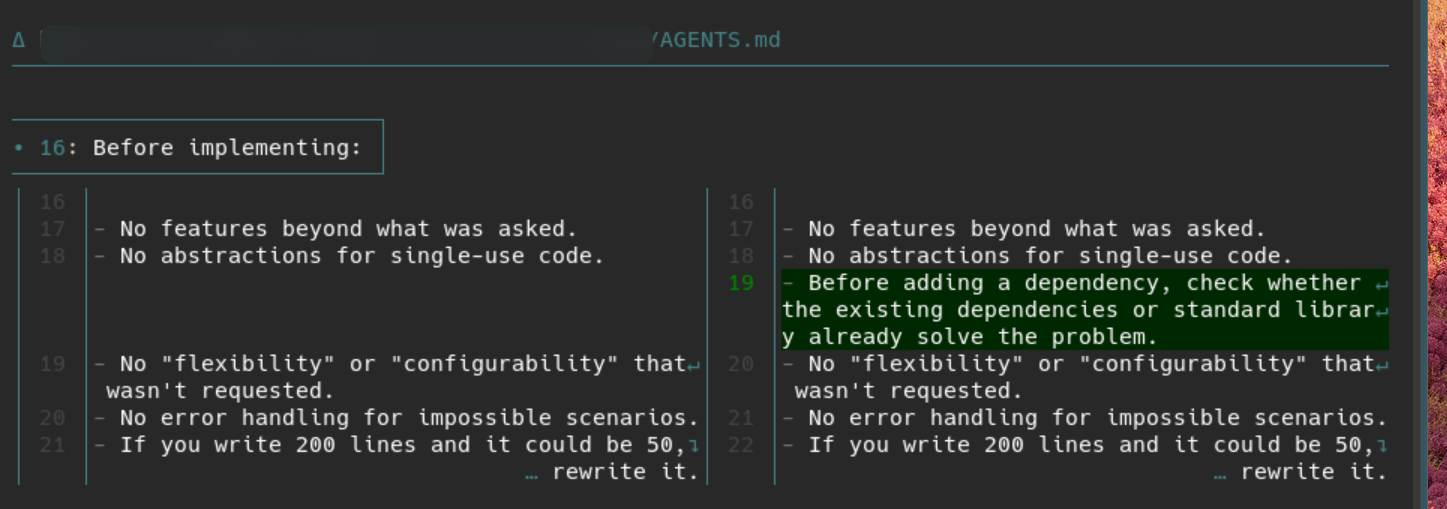 Δ /AGENTS.md
• 16: Before implementing:
16
17 - No features beyond what was asked.
18 - No abstractions for single-use code.
19 - No "flexibility" or "configurability" that↵
wasn't requested.
20 - No error handling for impossible scenarios.
21 - If you write 200 lines and it could be 50,↴
… rewrite it.
16
17 - No features beyond what was asked.
18 - No abstractions for single-use code.
19 - Before adding a dependency, check whether ↵
the existing dependencies or standard librar↵
y already solve the problem.
20 - No "flexibility" or "configurability" that↵
wasn't requested.
21 - No error handling for impossible scenarios.
22 - If you write 200 lines and it could be 50,↴
… rewrite it.